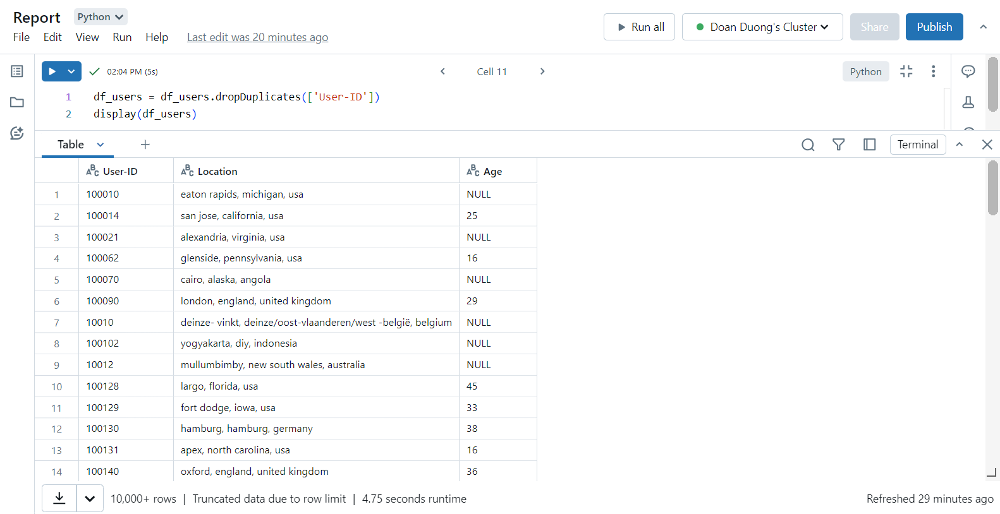 Report Python
File Edit View Run Help Last edit was 20 minutes ago
Run all Doan Duong's Cluster Share Publish
02:04 PM (5s) Cell 11 Python
1 df_users = df_users.dropDuplicates(['User-ID'])
2 display(df_users)
Table + Terminal
ABC User-ID ABC Location ABC Age
1 100010 eaton rapids, michigan, usa NULL
2 100014 san jose, california, usa 25
3 100021 alexandria, virginia, usa NULL
4 100062 glenside, pennsylvania, usa 16
5 100070 cairo, alaska, angola NULL
6 100090 london, england, united kingdom 29
7 10010 deinze- vinkt, deinze/oost-vlaanderen/west -belgië, belgium NULL
8 100102 yogyakarta, diy, indonesia NULL
9 10012 mullumbimby, new south wales, australia NULL
10 100128 largo, florida, usa 45
11 100129 fort dodge, iowa, usa 33
12 100130 hamburg, hamburg, germany 38
13 100131 apex, north carolina, usa 16
14 100140 oxford, england, united kingdom 36
10,000+ rows | Truncated data due to row limit | 4.75 seconds runtime Refreshed 29 minutes ago